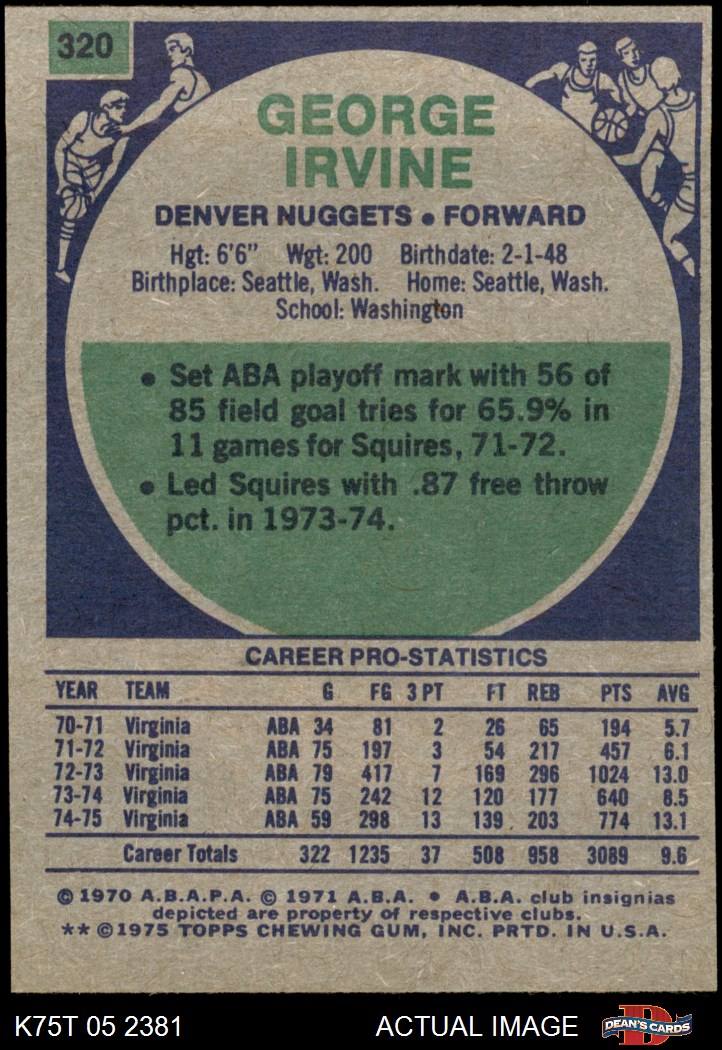 320
GEORGE
IRVINE
DENVER NUGGETS • FORWARD
Hgt: 6'6" Wgt: 200 Birthdate: 2-1-48
Birthplace: Seattle, Wash. Home: Seattle, Wash.
School: Washington
• Set ABA playoff mark with 56 of
85 field goal tries for 65.9% in
11 games for Squires, 71-72.
• Led Squires with .87 free throw
pct. in 1973-74.
CAREER PRO-STATISTICS
YEAR TEAM G FG 3 PT FT REB PTS AVG
70-71 Virginia ABA 34 81 2 26 65 194 5.7
71-72 Virginia ABA 75 197 3 54 217 457 6.1
72-73 Virginia ABA 79 417 7 169 296 1024 13.0
73-74 Virginia ABA 75 242 12 120 177 640 8.5
74-75 Virginia ABA 59 298 13 139 203 774 13.1
Career Totals 322 1235 37 508 958 3089 9.6
© 1970 A.B.A.P.A. © 1971 A.B.A. • A.B.A. club insignias
depicted are property of respective clubs.
** © 1975 TOPPS CHEWING GUM, INC. PRTD. IN U.S.A.
K75T 05 2381 ACTUAL IMAGE D DEAN'S CARDS